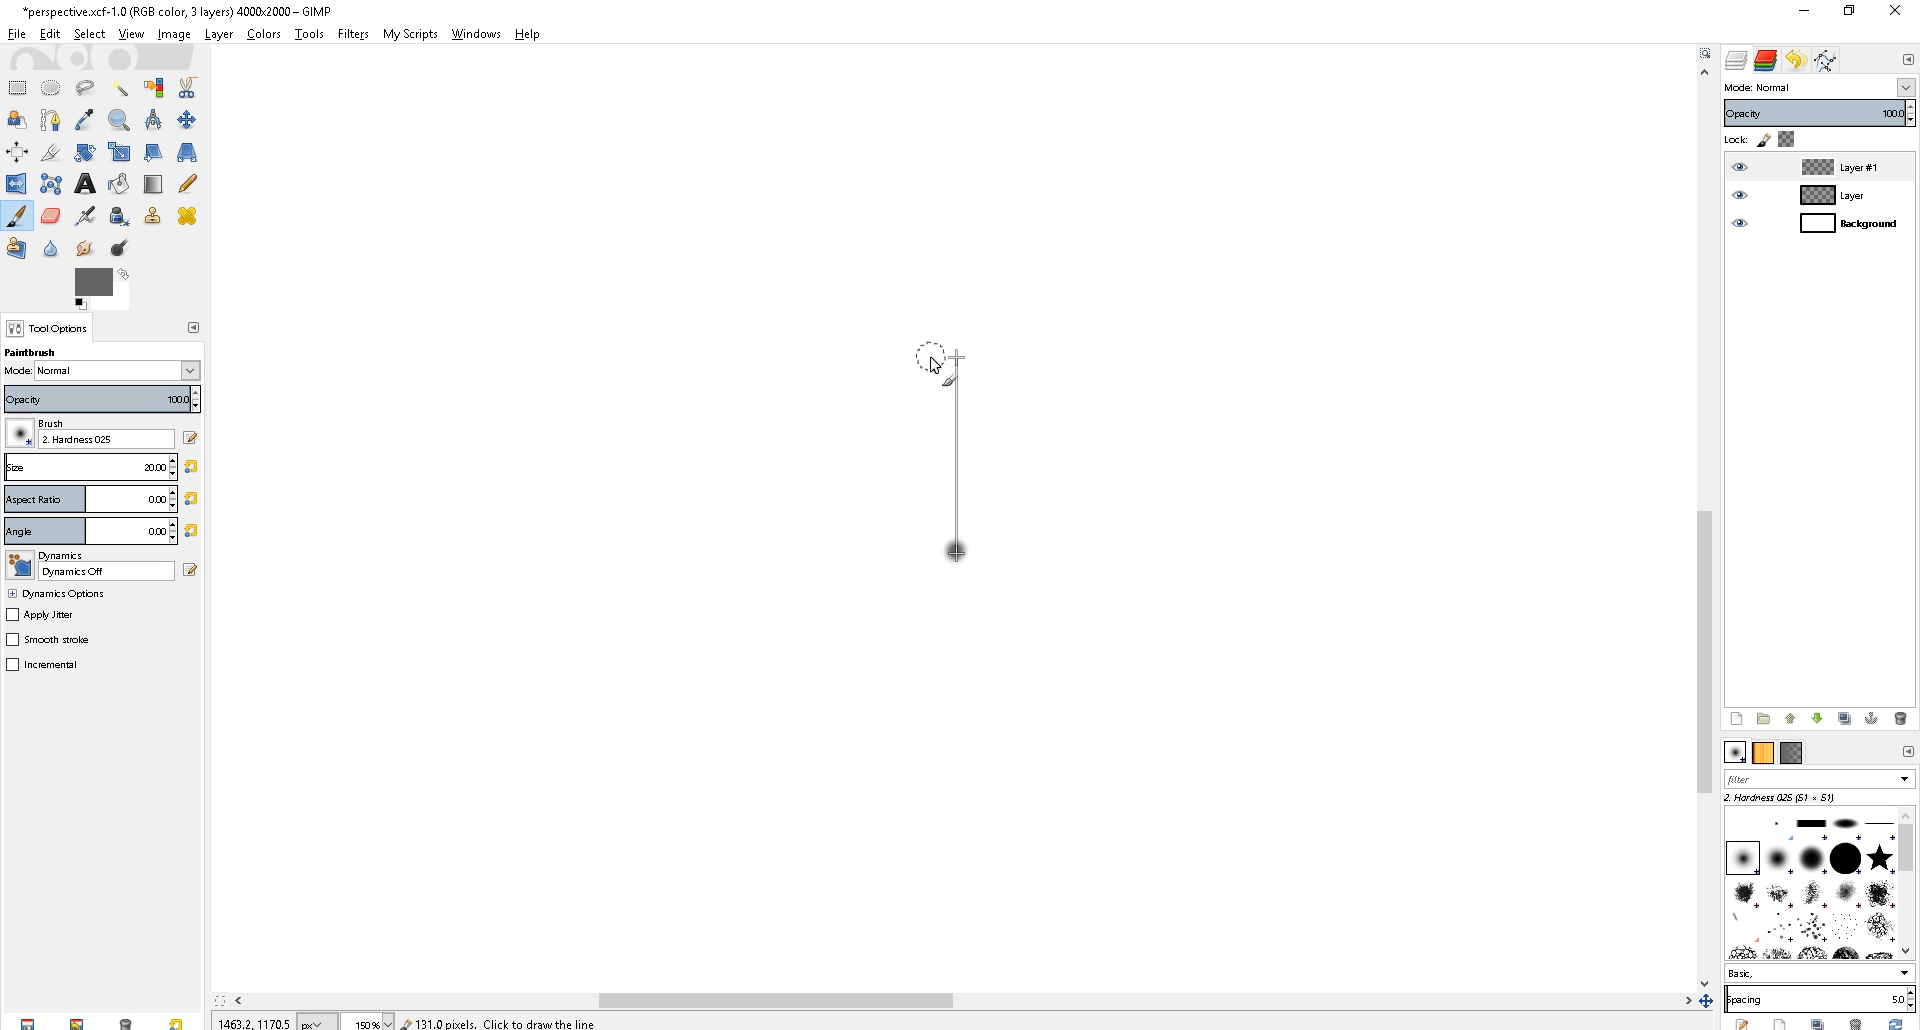 *perspective.xcf-1.0 (RGB color, 3 layers) 4000x2000 – GIMP
File Edit Select View Image Layer Colors Tools Filters My Scripts Windows Help
Mode: Normal
Opacity 100.0
Lock:
Layer #1
Layer
Background
Tool Options
Paintbrush
Mode: Normal
Opacity 100.0
Brush
2. Hardness 025
Size 20.00
Aspect Ratio 0.00
Angle 0.00
Dynamics
Dynamics Off
Dynamics Options
Apply Jitter
Smooth stroke
Incremental
filter
2. Hardness 025 (51 × 51)
Basic,
Spacing 5.0
1463.2, 1170.5 px 150% 131.0 pixels. Click to draw the line